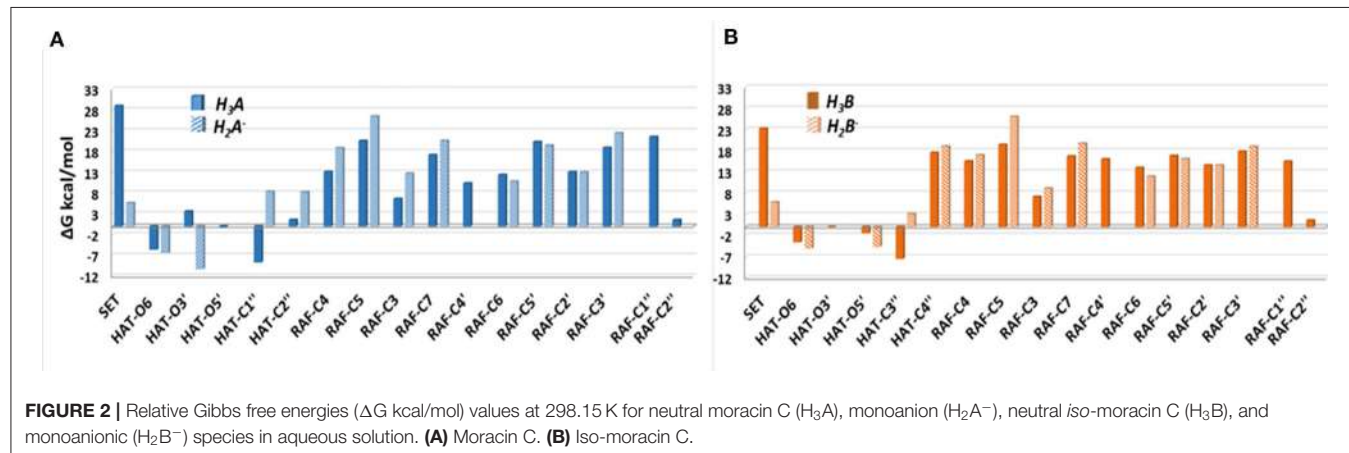 A
ΔG kcal/mol
33
28
23
18
13
8
3
-2
-7
-12
H₃A
H₂A⁻
SET
HAT-O6
HAT-O3'
HAT-O5'
HAT-C1"
HAT-C2"
RAF-C4
RAF-C5
RAF-C3
RAF-C7
RAF-C4'
RAF-C6
RAF-C5'
RAF-C2'
RAF-C3'
RAF-C1"
RAF-C2"
B
33
28
23
18
13
8
3
-2
-7
-12
H₃B
H₂B⁻
SET
HAT-O6
HAT-O3'
HAT-O5'
HAT-C3"
HAT-C4"
RAF-C4
RAF-C5
RAF-C3
RAF-C7
RAF-C4'
RAF-C6
RAF-C5'
RAF-C2'
RAF-C3'
RAF-C1"
RAF-C2"
FIGURE 2 | Relative Gibbs free energies (ΔG kcal/mol) values at 298.15 K for neutral moracin C (H₃A), monoanion (H₂A−), neutral iso-moracin C (H₃B), and
monoanionic (H₂B−) species in aqueous solution. (A) Moracin C. (B) Iso-moracin C.